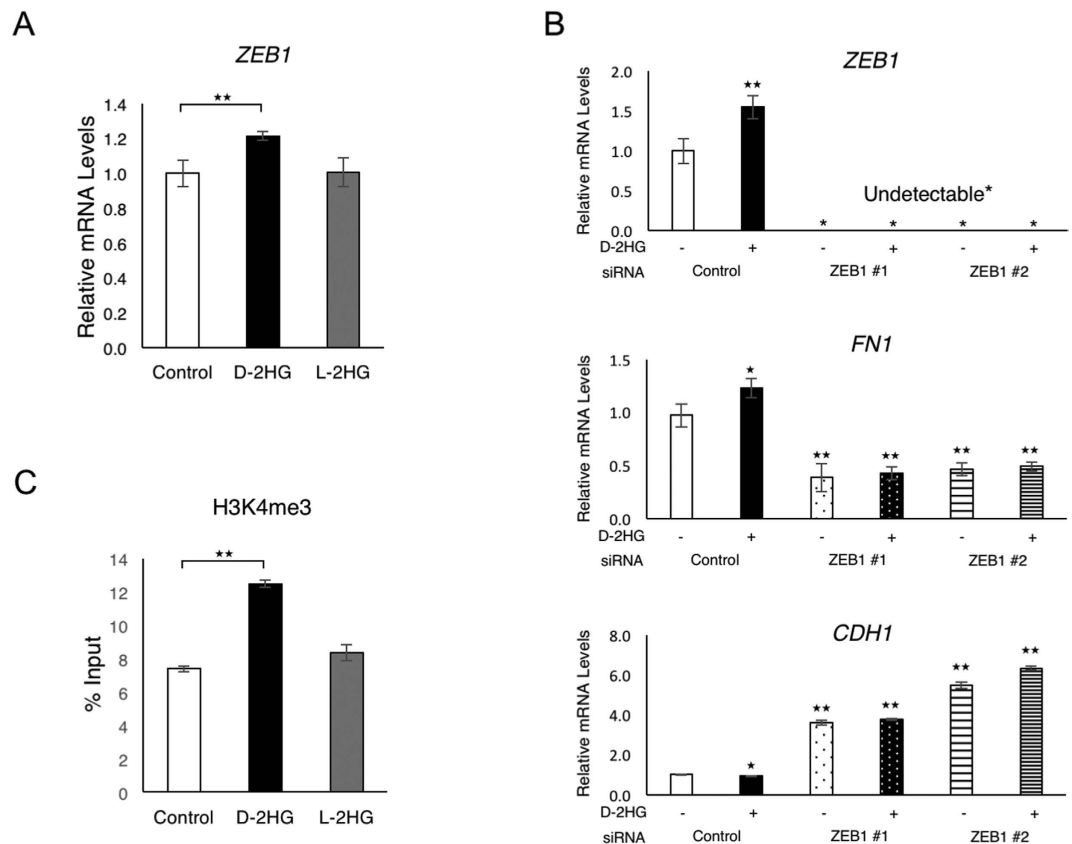 A
ZEB1
★★
Relative mRNA Levels
1.4
1.2
1.0
0.8
0.6
0.4
0.2
0.0
Control D-2HG L-2HG
B
ZEB1
Relative mRNA Levels
2.0
1.5
1.0
0.5
0.0
★★
Undetectable*
* * * *
D-2HG - + - + - +
siRNA Control ZEB1 #1 ZEB1 #2
FN1
Relative mRNA Levels
1.5
1.0
0.5
0.0
★
★★ ★★ ★★ ★★
D-2HG - + - + - +
siRNA Control ZEB1 #1 ZEB1 #2
CDH1
Relative mRNA Levels
8.0
6.0
4.0
2.0
0.0
★ ★★ ★★ ★★ ★★
D-2HG - + - + - +
siRNA Control ZEB1 #1 ZEB1 #2
C
H3K4me3
★★
% Input
14
12
10
8
6
4
2
0
Control D-2HG L-2HG